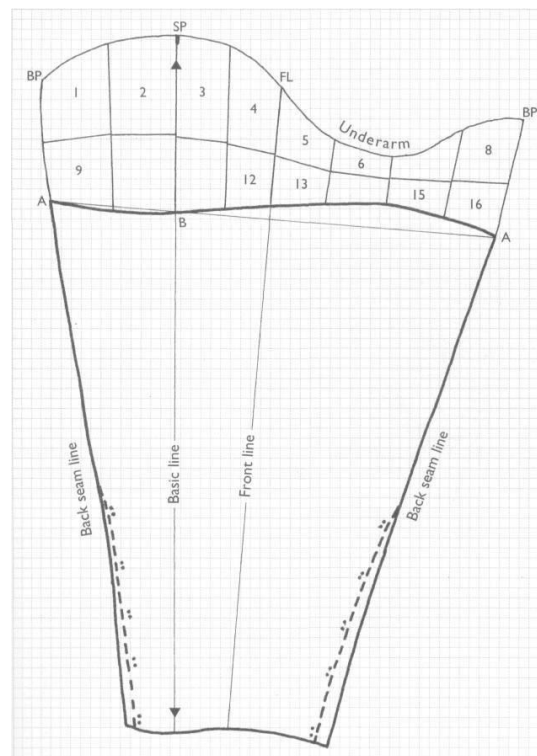 SP
BP
FL
1
2
3
4
5
Underarm
BP
6
8
9
12
13
15
16
A
B
A
Back seam line
Basic line
Front line
Back seam line